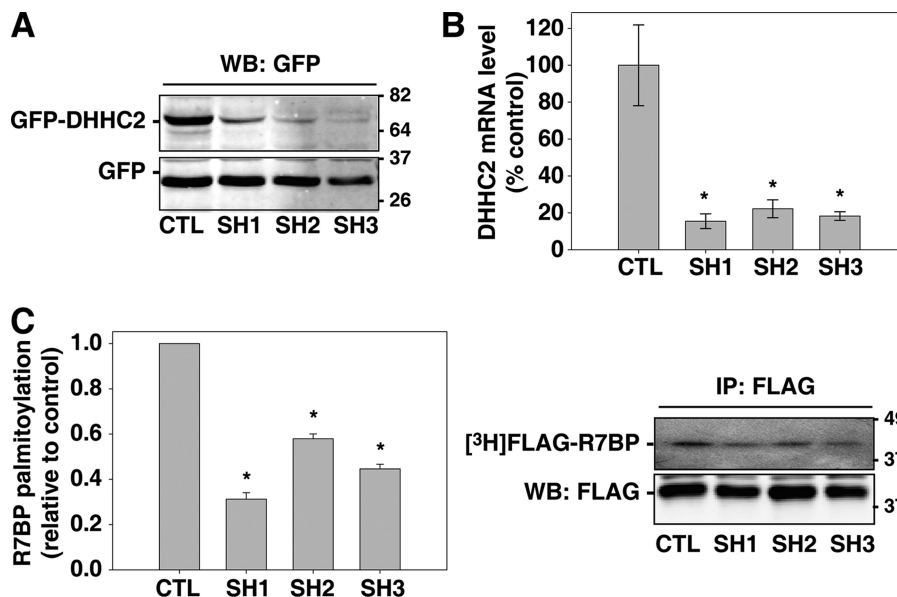 A
WB: GFP
GFP-DHHC2
82
64
GFP
37
26
CTL SH1 SH2 SH3
B
DHHC2 mRNA level
(% control)
120
100
80
60
40
20
0
* * *
CTL SH1 SH2 SH3
C
R7BP palmitoylation
(relative to control)
1.0
0.8
0.6
0.4
0.2
0.0
* * *
CTL SH1 SH2 SH3
IP: FLAG
[³H]FLAG-R7BP
49
37
WB: FLAG
37
CTL SH1 SH2 SH3